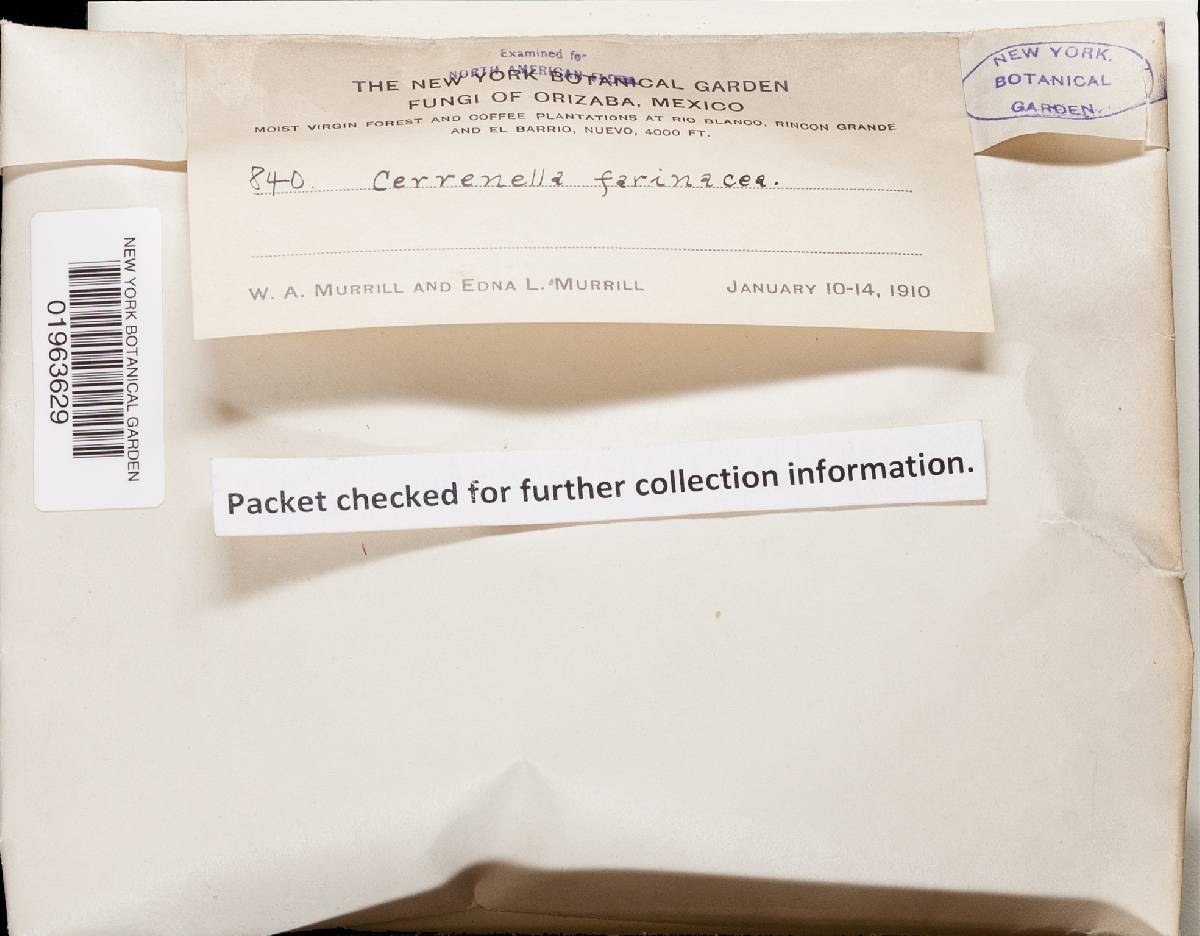 Examined for
NORTH AMERICAN FLORA
THE NEW YORK BOTANICAL GARDEN
FUNGI OF ORIZABA, MEXICO
MOIST VIRGIN FOREST AND COFFEE PLANTATIONS AT RIO BLANCO, RINCON GRANDE
AND EL BARRIO, NUEVO, 4000 FT.
840. Cerrenella farinacea.
W. A. MURRILL AND EDNA L. MURRILL JANUARY 10-14, 1910
NEW YORK
BOTANICAL
GARDEN
NEW YORK BOTANICAL GARDEN
01963629
Packet checked for further collection information.